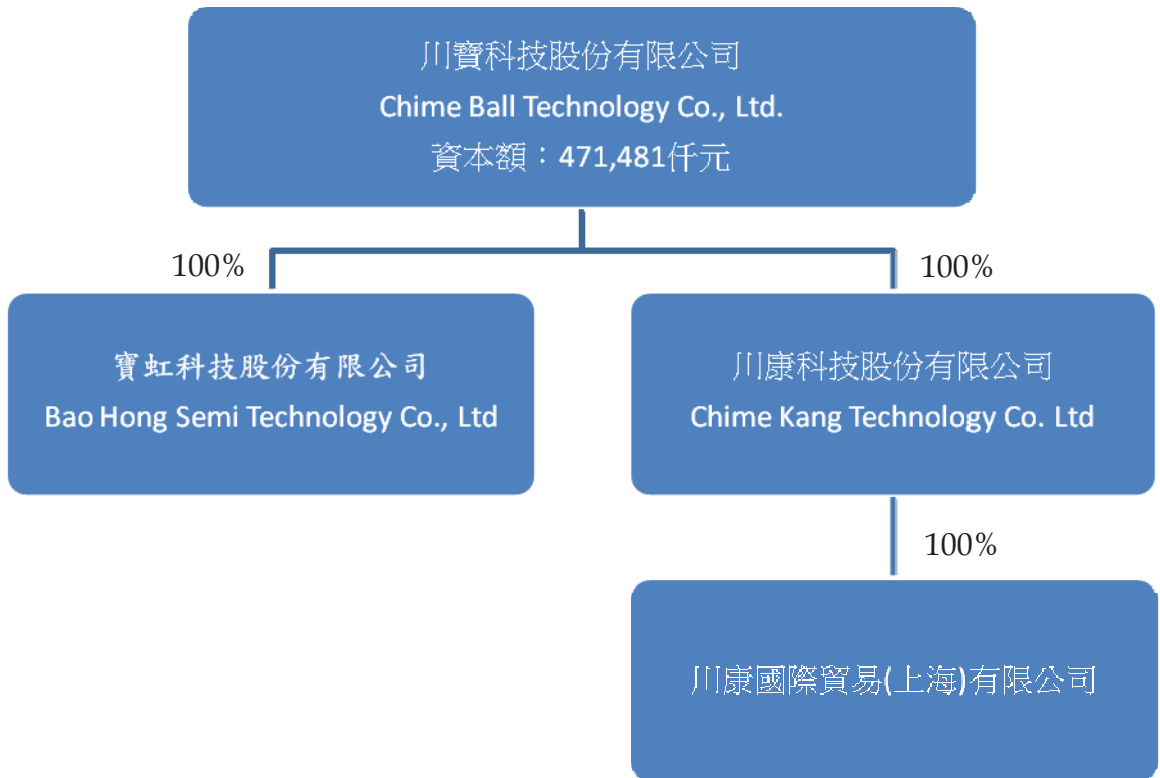 川寶科技股份有限公司
Chime Ball Technology Co., Ltd.
資本額：471,481仟元
100%
100%
寶虹科技股份有限公司
Bao Hong Semi Technology Co., Ltd
川康科技股份有限公司
Chime Kang Technology Co. Ltd
100%
川康國際貿易(上海)有限公司